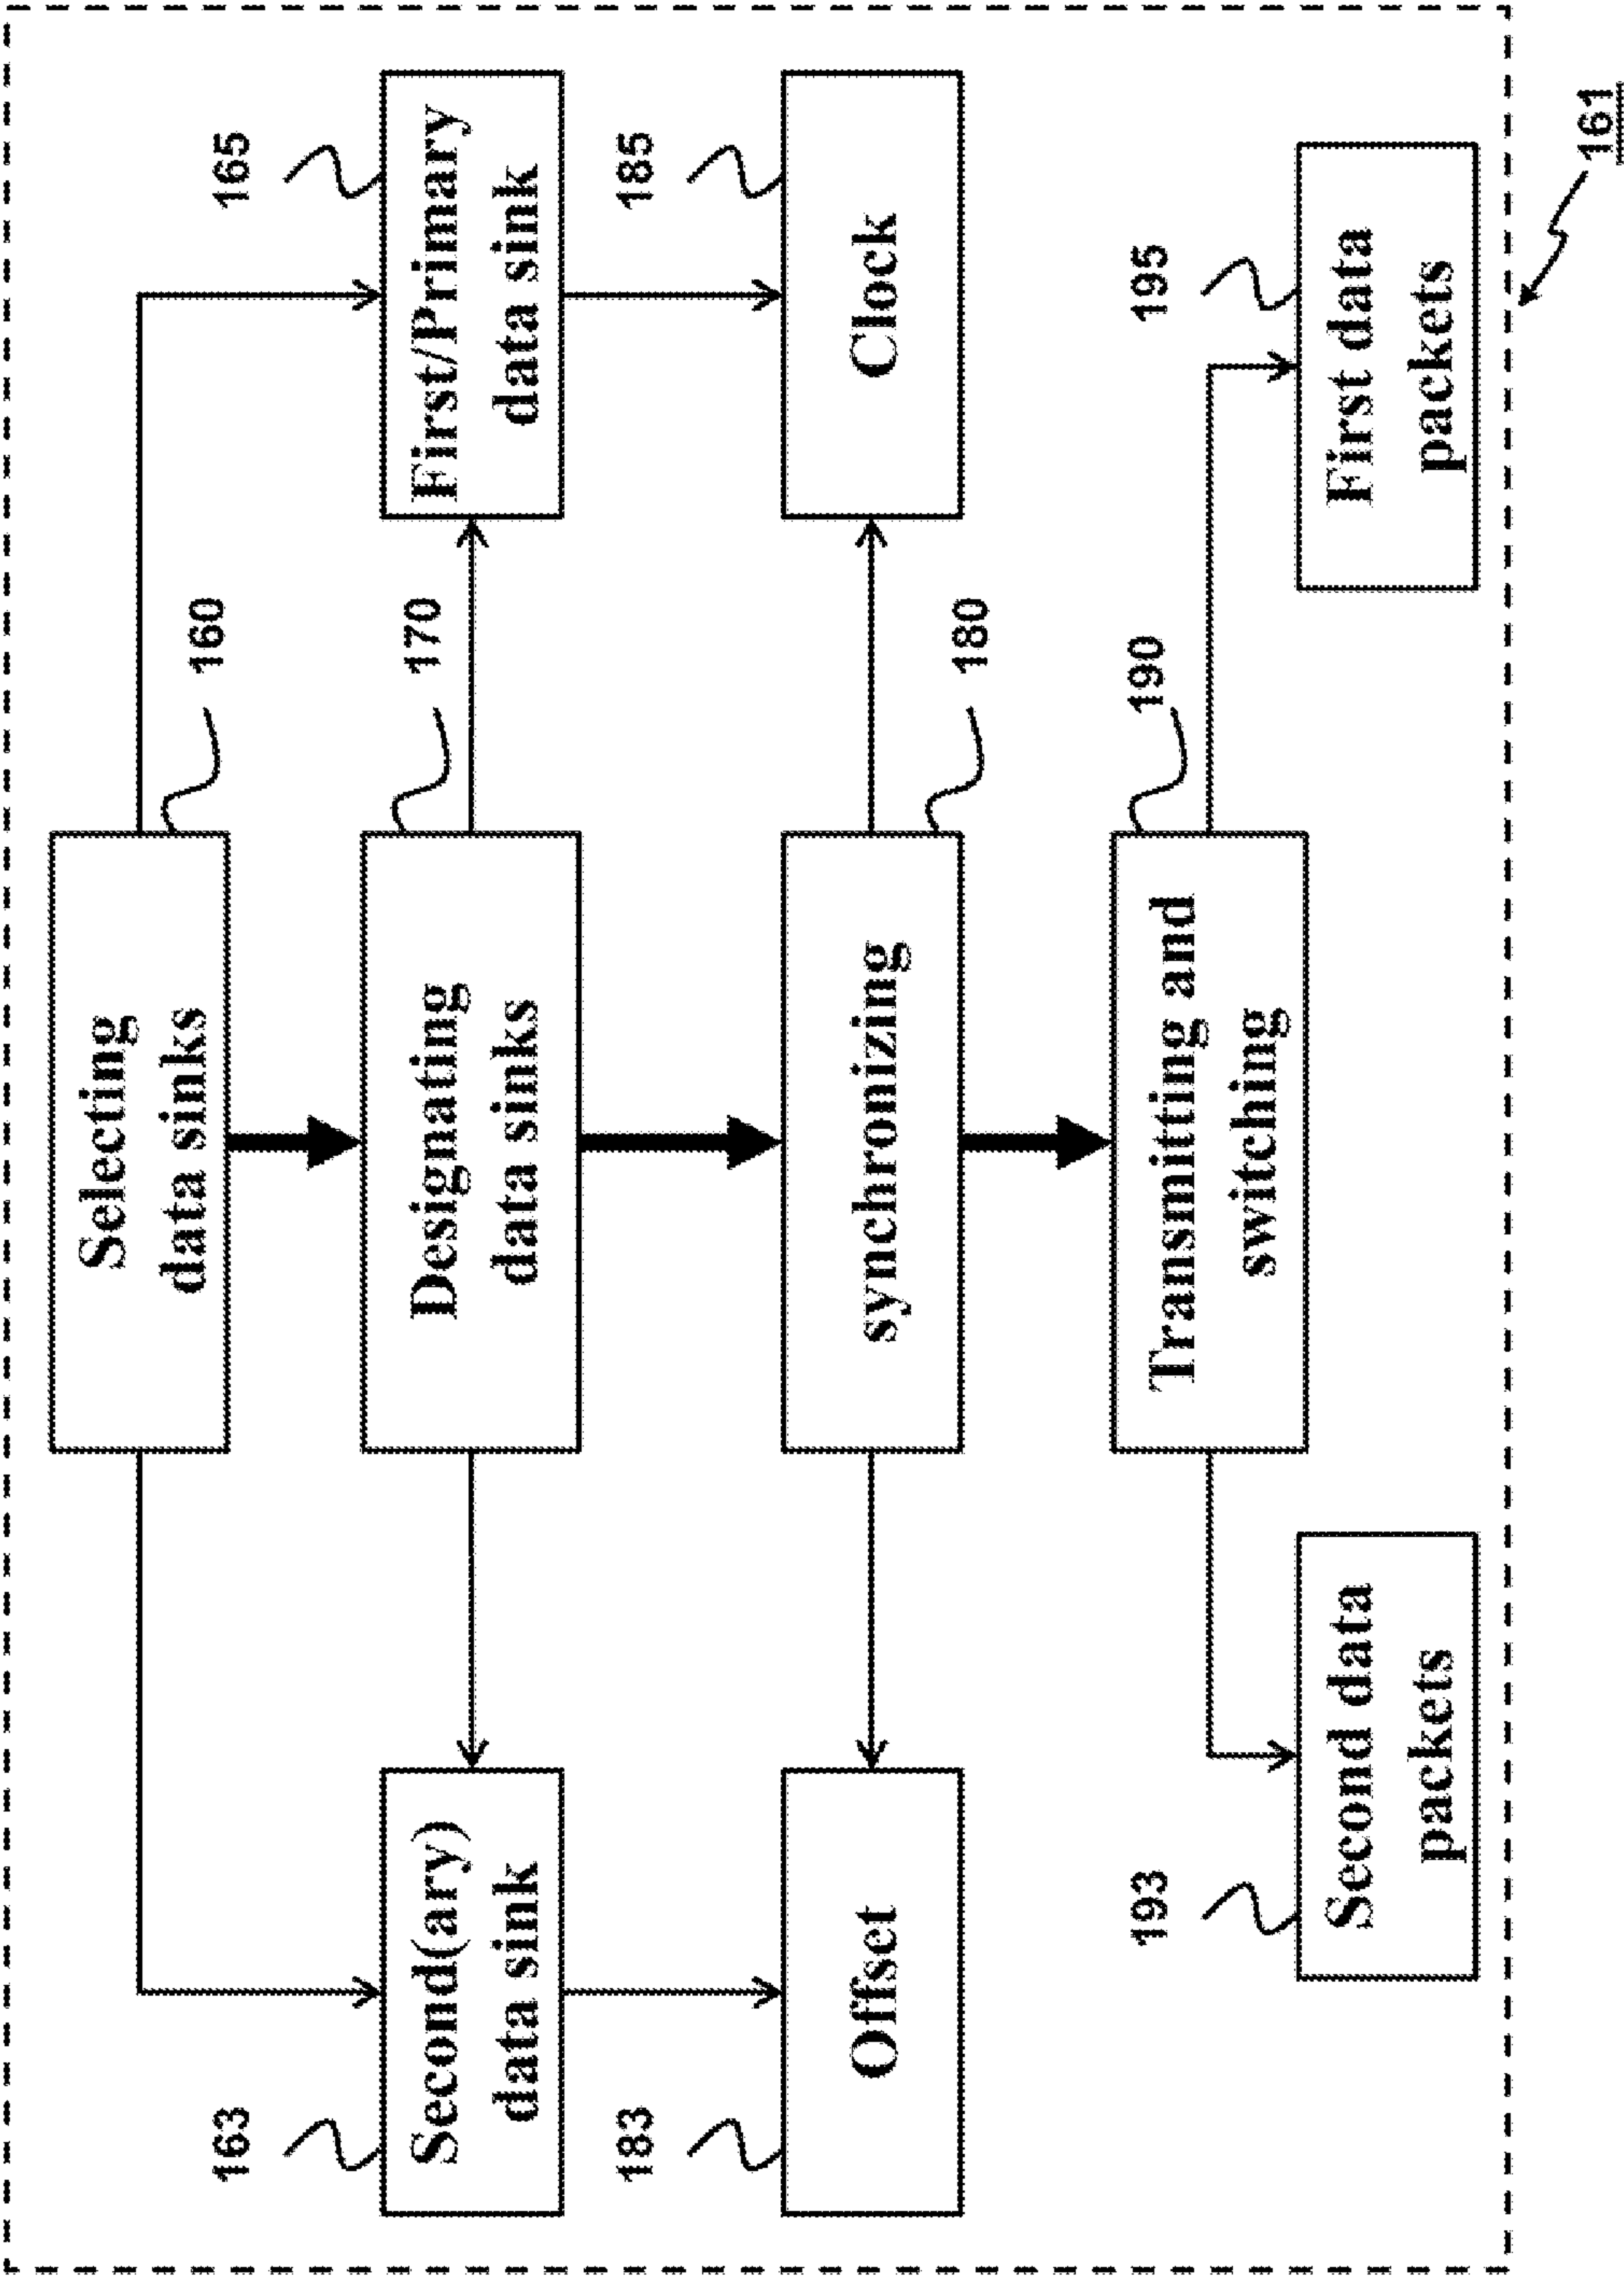 Selecting
data sinks
160
163
165
Second(ary)
data sink
Designating
data sinks
170
First/Primary
data sink
183
185
Offset
synchronizing
180
Clock
190
Transmitting and
switching
193
195
Second data
packets
First data
packets
161